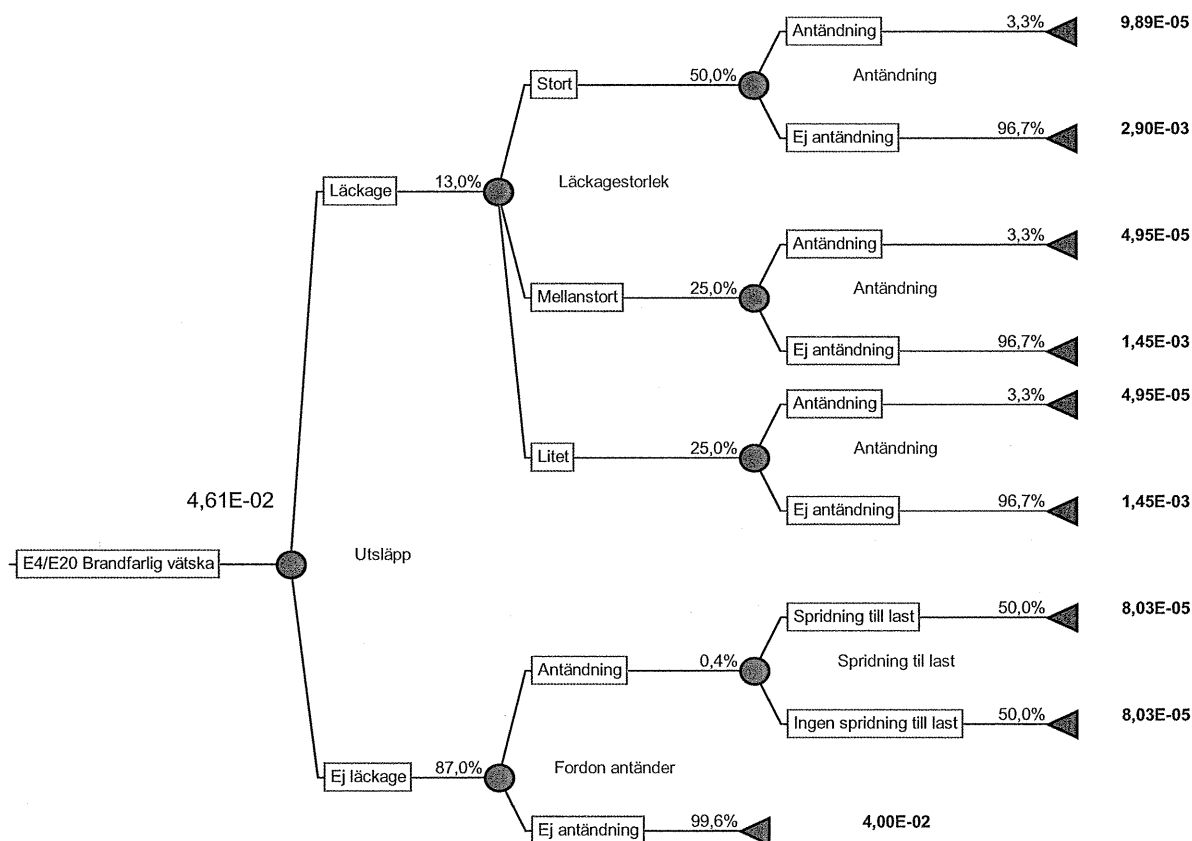 Antändning 3,3% 9,89E-05
Stort 50,0% Antändning
Ej antändning 96,7% 2,90E-03
Läckage 13,0% Läckagestorlek
Antändning 3,3% 4,95E-05
Mellanstort 25,0% Antändning
Ej antändning 96,7% 1,45E-03
Antändning 3,3% 4,95E-05
Litet 25,0% Antändning
4,61E-02
Ej antändning 96,7% 1,45E-03
E4/E20 Brandfarlig vätska Utsläpp
Spridning till last 50,0% 8,03E-05
Antändning 0,4% Spridning til last
Ingen spridning till last 50,0% 8,03E-05
Ej läckage 87,0% Fordon antänder
Ej antändning 99,6% 4,00E-02